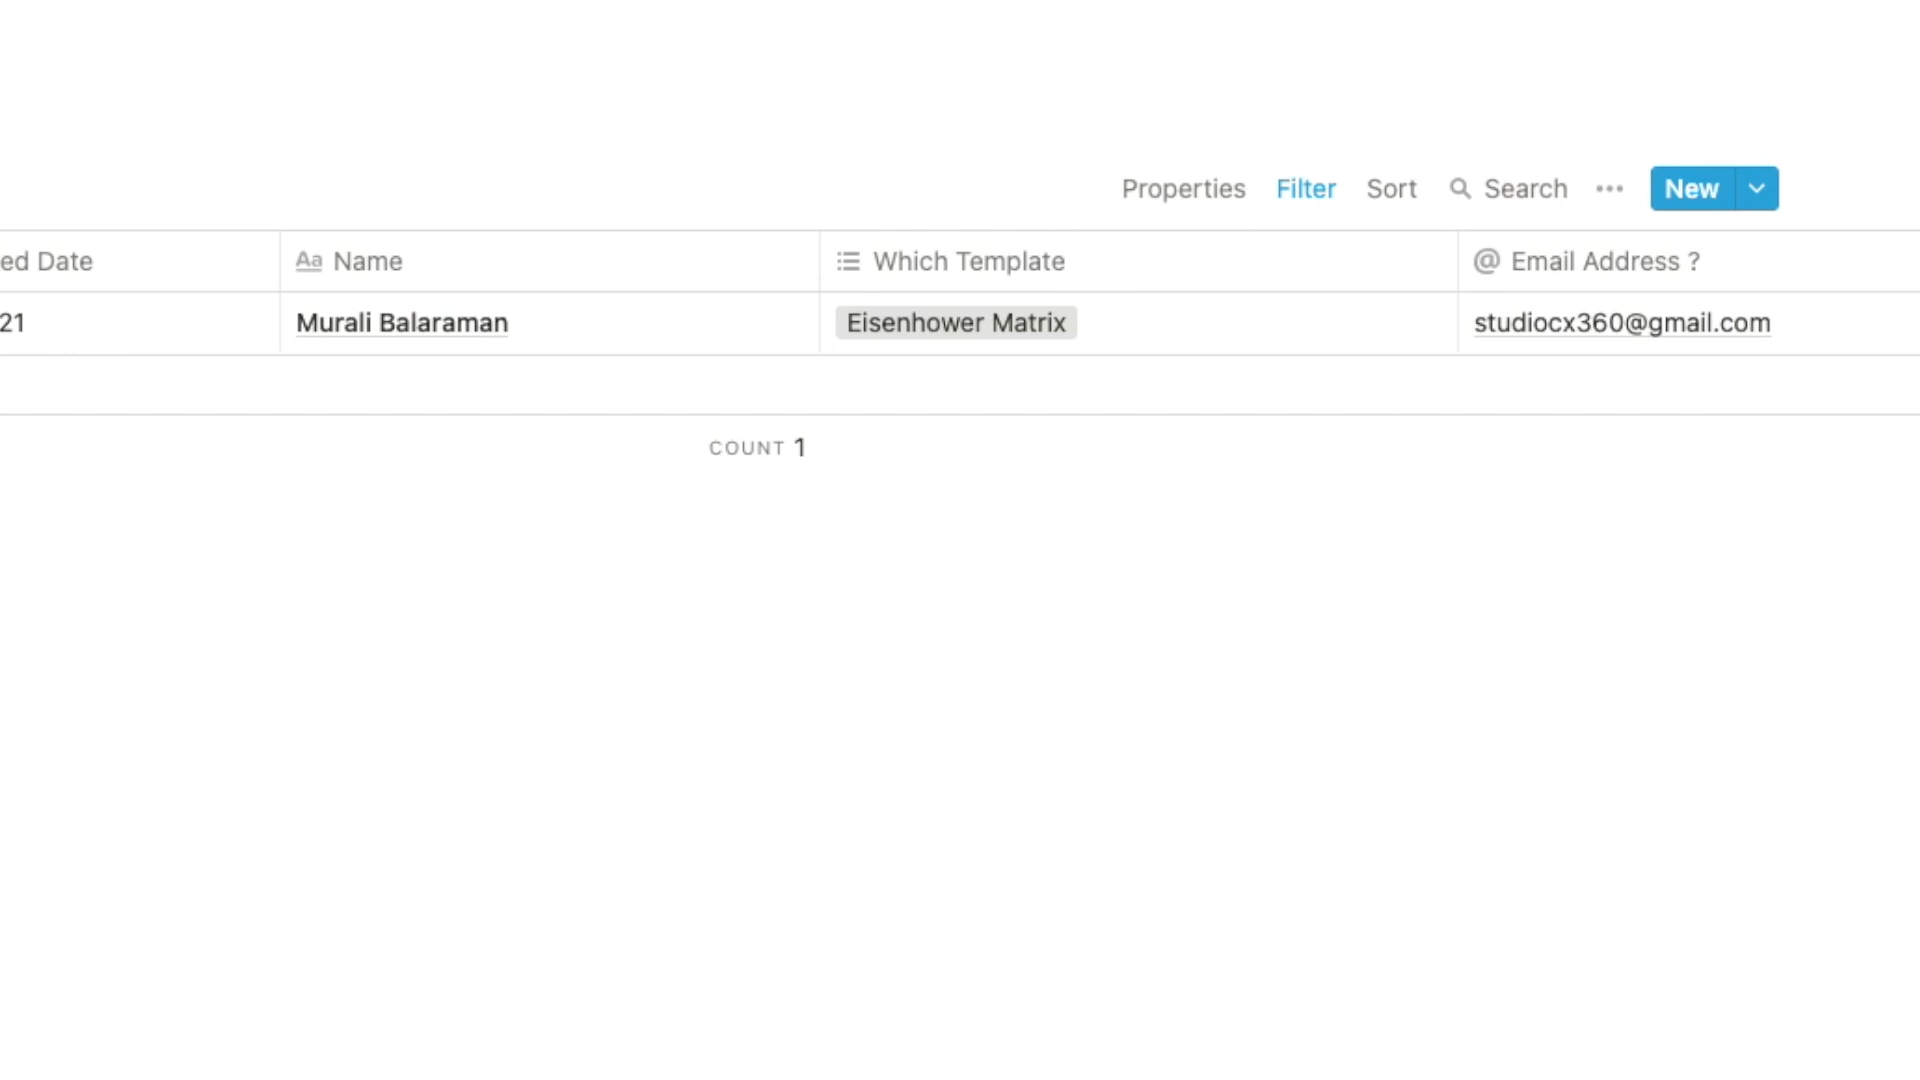 Properties Filter Sort Search ••• New
ed Date Aa Name Which Template @ Email Address ?
21 Murali Balaraman Eisenhower Matrix studiocx360@gmail.com
COUNT 1